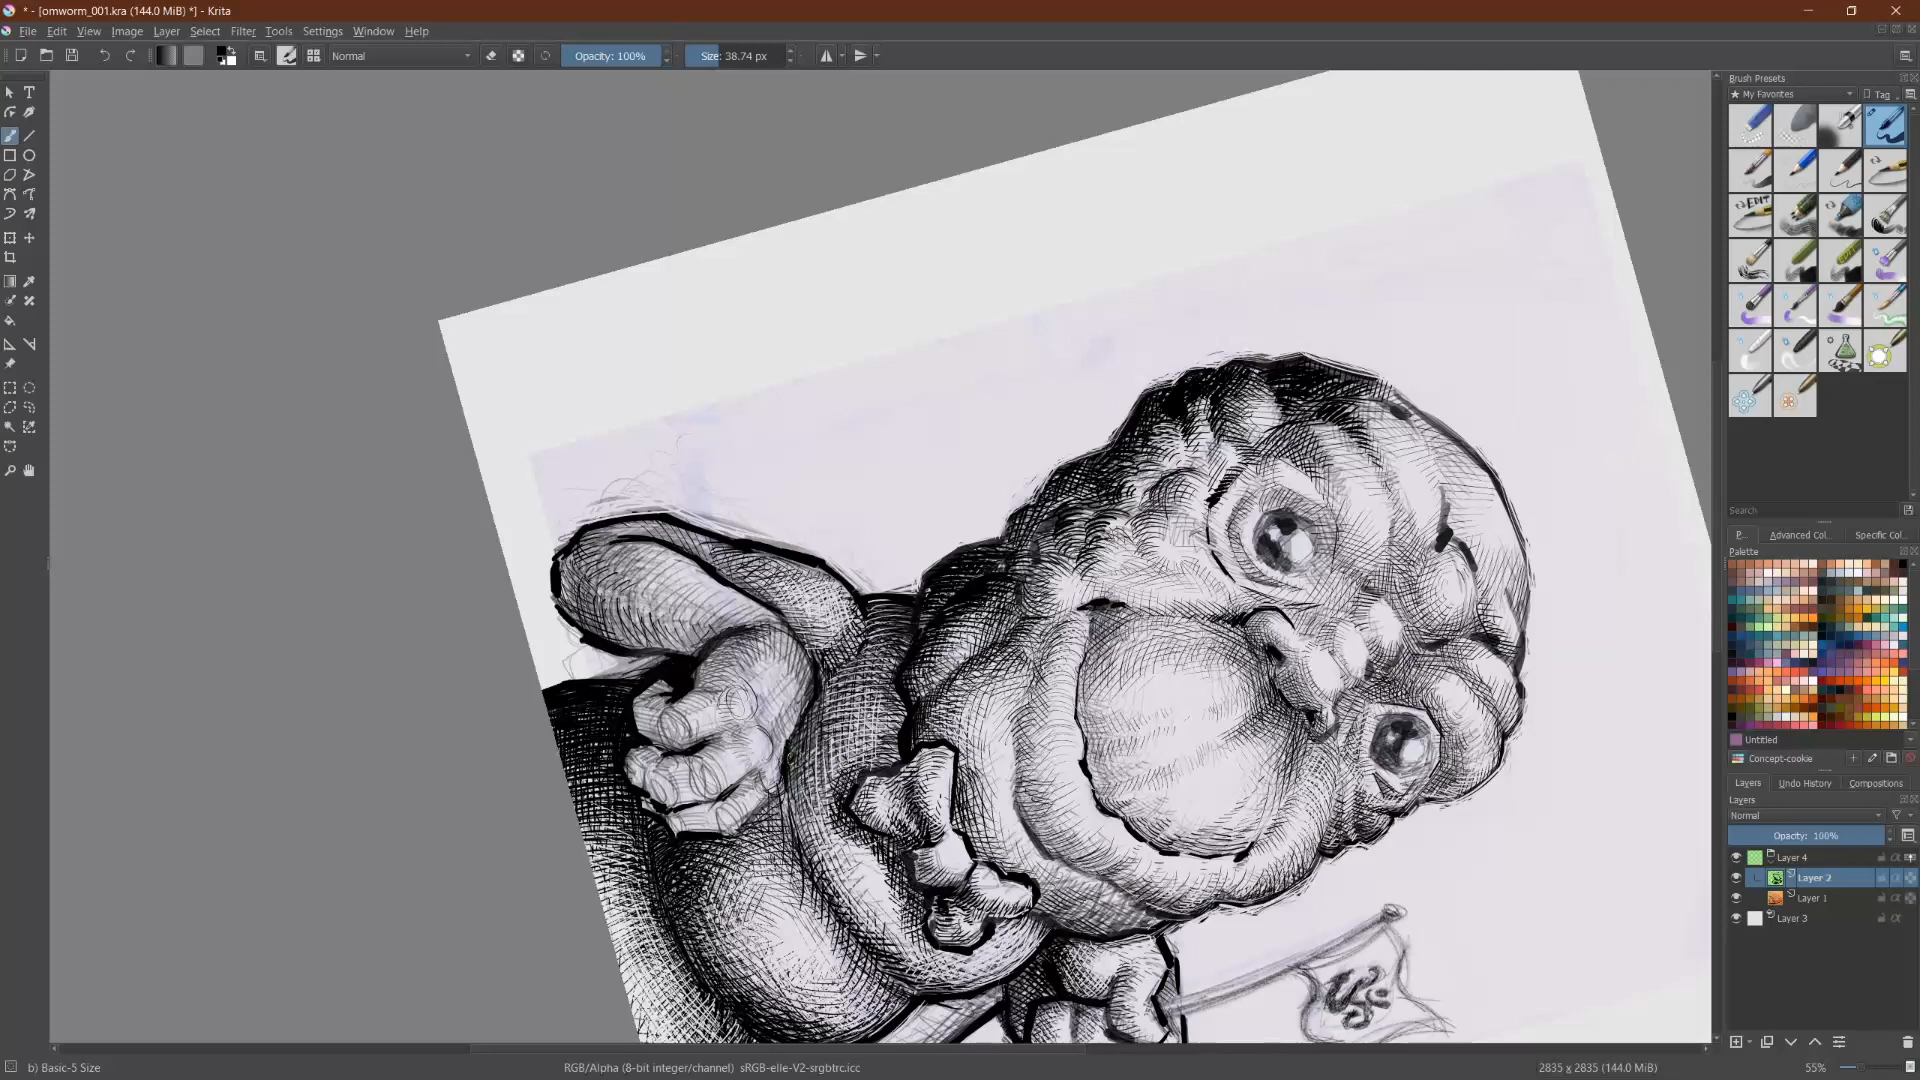 * - [omworm_001.kra (144.0 MiB) *] - Krita
File Edit View Image Layer Select Filter Tools Settings Window Help
Normal
Opacity: 100%
Size: 38.74 px
Brush Presets
My Favorites
Tag
EDIT
Search
P... Advanced Col... Specific Col...
Palette
Untitled
Concept-cookie
Layers Undo History Compositions
Layers
Normal
Opacity: 100%
Layer 4
Layer 2
Layer 1
Layer 3
b) Basic-5 Size
RGB/Alpha (8-bit integer/channel) sRGB-elle-V2-srgbtrc.icc
2835 x 2835 (144.0 MiB)
55%